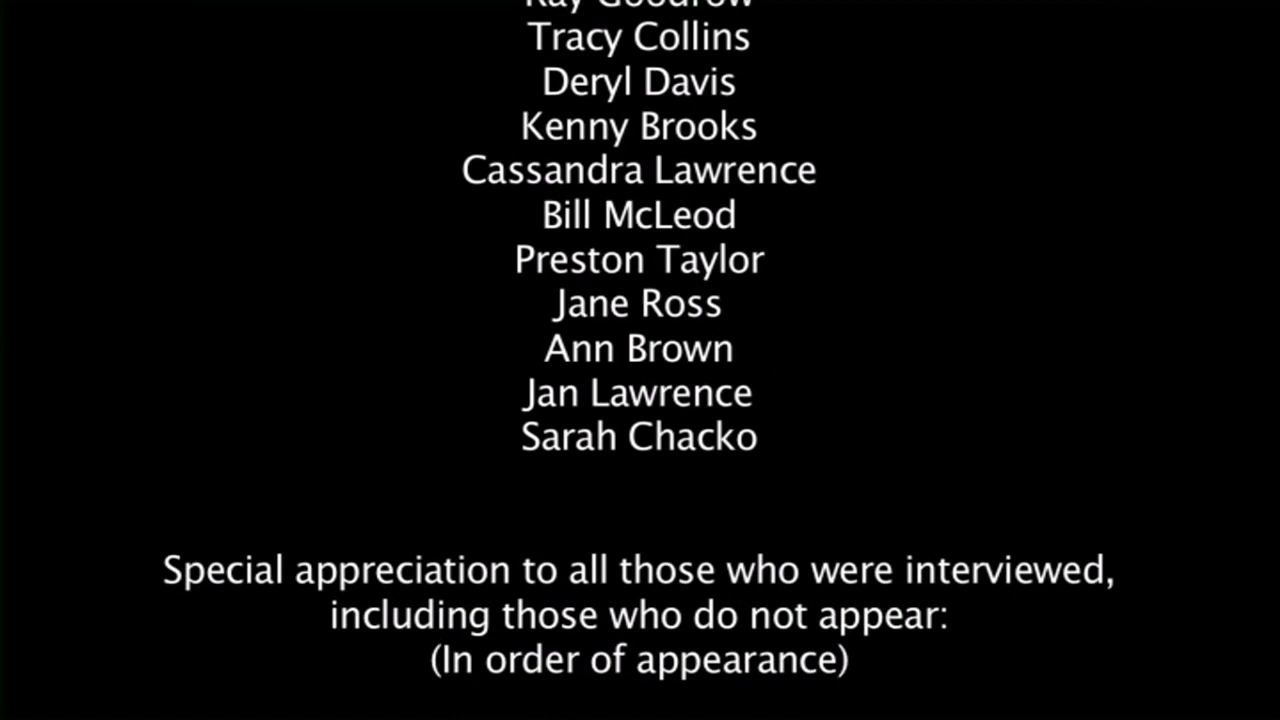 Ray Goodrow
Tracy Collins
Deryl Davis
Kenny Brooks
Cassandra Lawrence
Bill McLeod
Preston Taylor
Jane Ross
Ann Brown
Jan Lawrence
Sarah Chacko
Special appreciation to all those who were interviewed,
including those who do not appear:
(In order of appearance)